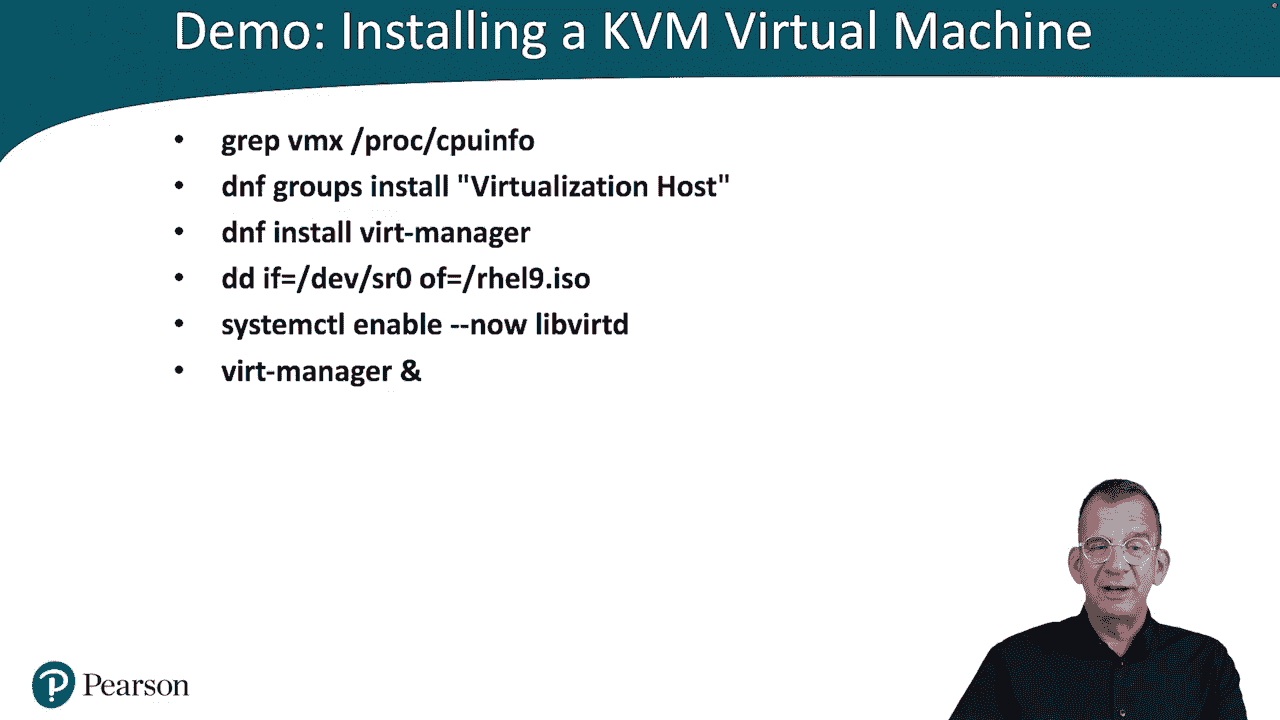 Demo: Installing a KVM Virtual Machine
• grep vmx /proc/cpuinfo
• dnf groups install "Virtualization Host"
• dnf install virt-manager
• dd if=/dev/sr0 of=/rhel9.iso
• systemctl enable --now libvirtd
• virt-manager &
Pearson